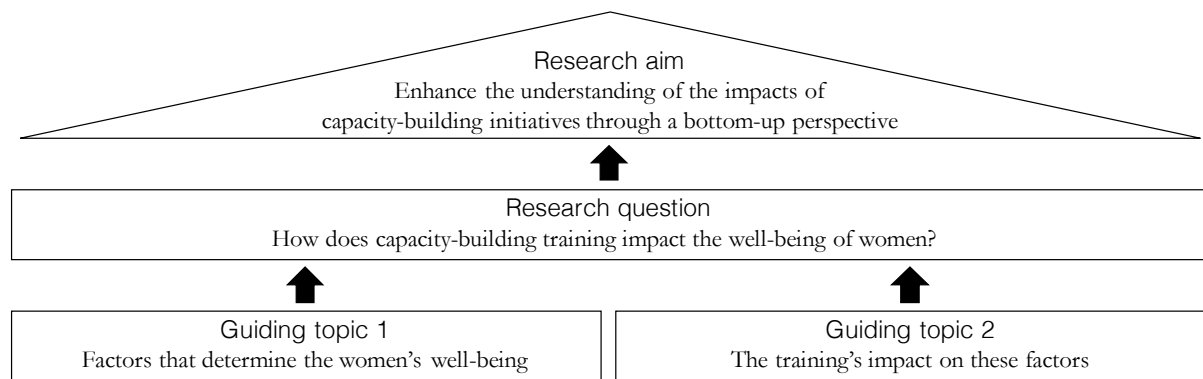 Research aim
Enhance the understanding of the impacts of
capacity-building initiatives through a bottom-up perspective
Research question
How does capacity-building training impact the well-being of women?
Guiding topic 1
Factors that determine the women's well-being
Guiding topic 2
The training's impact on these factors